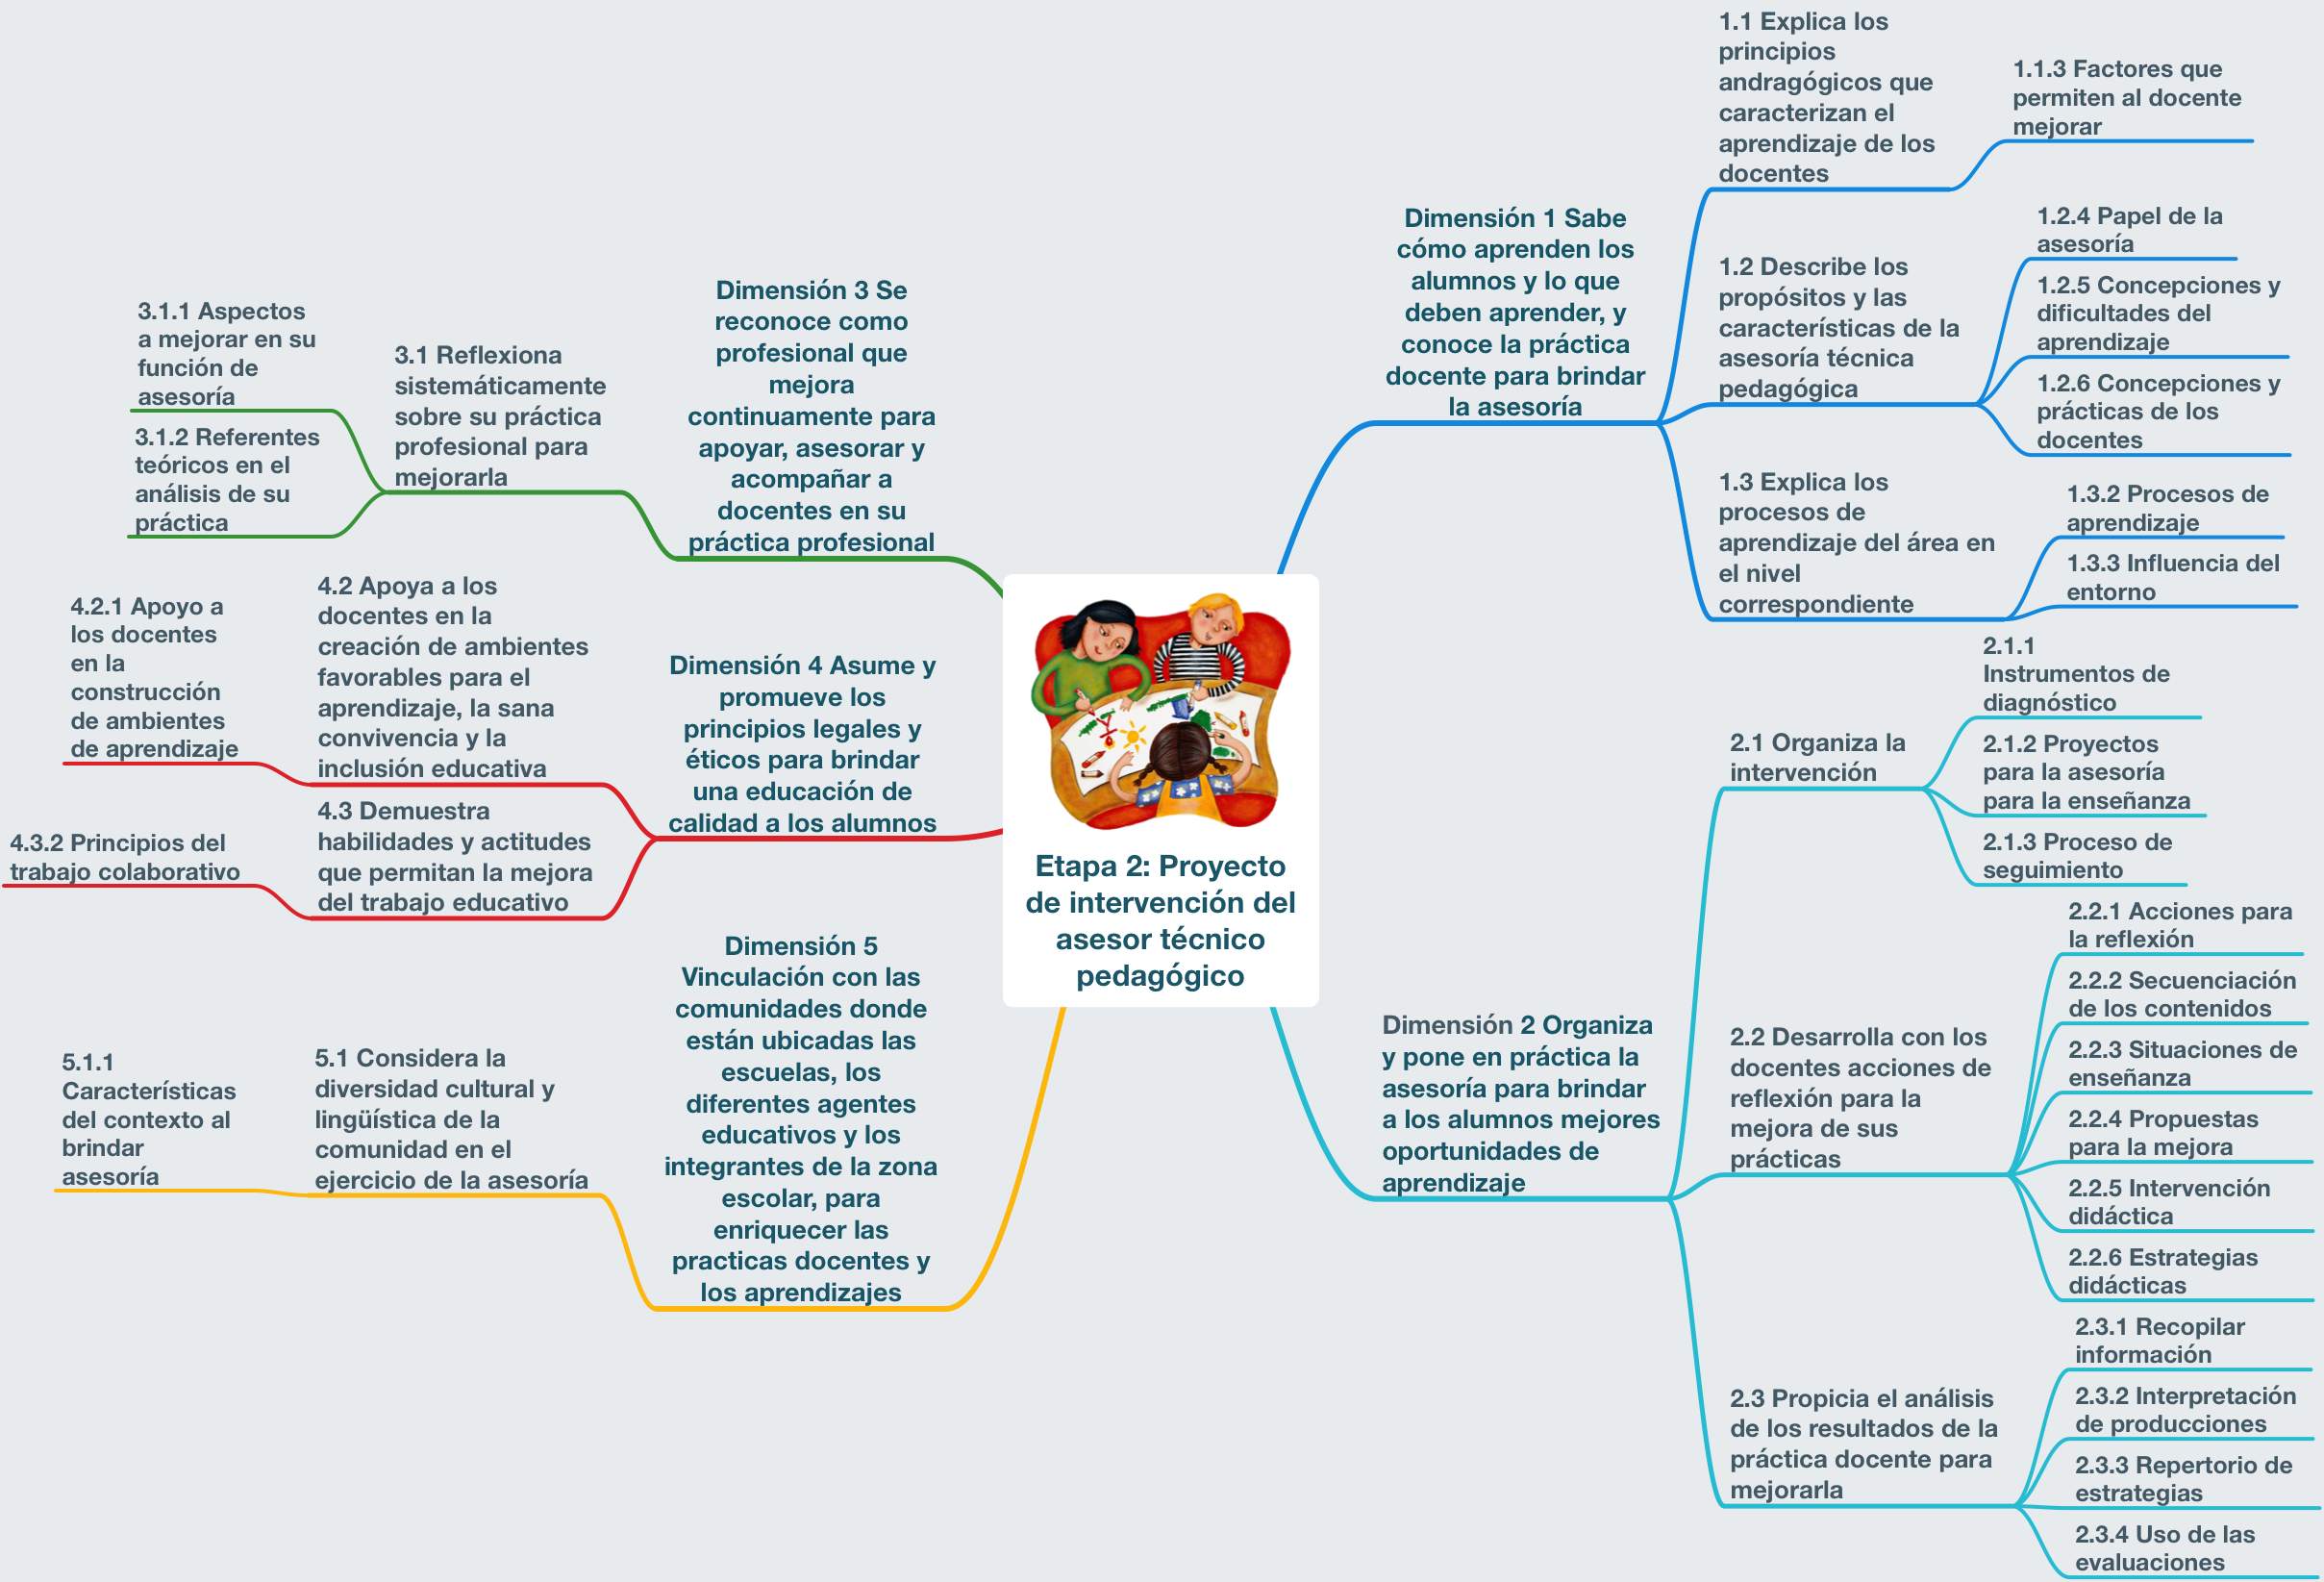 Etapa 2: Proyecto
de intervención del
asesor técnico
pedagógico
Dimensión 1 Sabe
cómo aprenden los
alumnos y lo que
deben aprender, y
conoce la práctica
docente para brindar
la asesoría
1.1 Explica los
principios
andragógicos que
caracterizan el
aprendizaje de los
docentes
1.1.3 Factores que
permiten al docente
mejorar
1.2 Describe los
propósitos y las
características de la
asesoría técnica
pedagógica
1.2.4 Papel de la
asesoría
1.2.5 Concepciones y
dificultades del
aprendizaje
1.2.6 Concepciones y
prácticas de los
docentes
1.3 Explica los
procesos de
aprendizaje del área en
el nivel
correspondiente
1.3.2 Procesos de
aprendizaje
1.3.3 Influencia del
entorno
Dimensión 2 Organiza
y pone en práctica la
asesoría para brindar
a los alumnos mejores
oportunidades de
aprendizaje
2.1 Organiza la
intervención
2.1.1
Instrumentos de
diagnóstico
2.1.2 Proyectos
para la asesoría
para la enseñanza
2.1.3 Proceso de
seguimiento
2.2 Desarrolla con los
docentes acciones de
reflexión para la
mejora de sus
prácticas
2.2.1 Acciones para
la reflexión
2.2.2 Secuenciación
de los contenidos
2.2.3 Situaciones de
enseñanza
2.2.4 Propuestas
para la mejora
2.2.5 Intervención
didáctica
2.2.6 Estrategias
didácticas
2.3 Propicia el análisis
de los resultados de la
práctica docente para
mejorarla
2.3.1 Recopilar
información
2.3.2 Interpretación
de producciones
2.3.3 Repertorio de
estrategias
2.3.4 Uso de las
evaluaciones
Dimensión 3 Se
reconoce como
profesional que
mejora
continuamente para
apoyar, asesorar y
acompañar a
docentes en su
práctica profesional
3.1 Reflexiona
sistemáticamente
sobre su práctica
profesional para
mejorarla
3.1.1 Aspectos
a mejorar en su
función de
asesoría
3.1.2 Referentes
teóricos en el
análisis de su
práctica
Dimensión 4 Asume y
promueve los
principios legales y
éticos para brindar
una educación de
calidad a los alumnos
4.2 Apoya a los
docentes en la
creación de ambientes
favorables para el
aprendizaje, la sana
convivencia y la
inclusión educativa
4.2.1 Apoyo a
los docentes
en la
construcción
de ambientes
de aprendizaje
4.3 Demuestra
habilidades y actitudes
que permitan la mejora
del trabajo educativo
4.3.2 Principios del
trabajo colaborativo
Dimensión 5
Vinculación con las
comunidades donde
están ubicadas las
escuelas, los
diferentes agentes
educativos y los
integrantes de la zona
escolar, para
enriquecer las
practicas docentes y
los aprendizajes
5.1 Considera la
diversidad cultural y
lingüística de la
comunidad en el
ejercicio de la asesoría
5.1.1
Características
del contexto al
brindar
asesoría